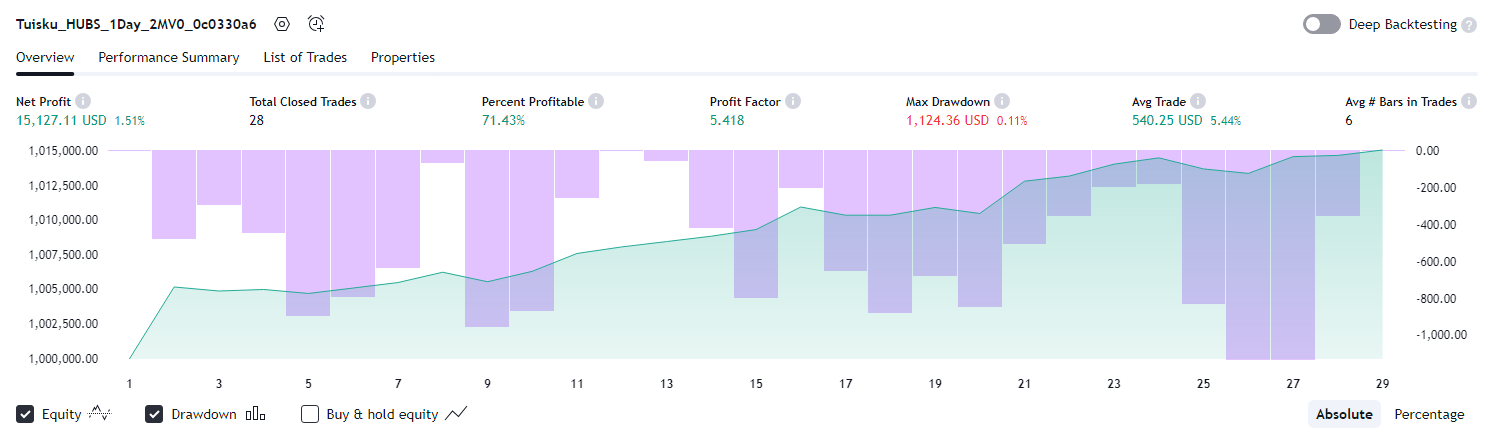 Tuisku_HUBS_1Day_2MV0_0c0330a6 Deep Backtesting ?
Overview Performance Summary List of Trades Properties
Net Profit Total Closed Trades Percent Profitable Profit Factor Max Drawdown Avg Trade Avg # Bars in Trades
15,127.11 USD 1.51% 28 71.43% 5.418 1,124.36 USD 0.11% 540.25 USD 5.44% 6
1,015,000.00 0.00
1,012,500.00 -200.00
1,010,000.00 -400.00
1,007,500.00 -600.00
1,005,000.00 -800.00
1,002,500.00 -1,000.00
1,000,000.00
1 3 5 7 9 11 13 15 17 19 21 23 25 27 29
Equity Drawdown Buy & hold equity Absolute Percentage